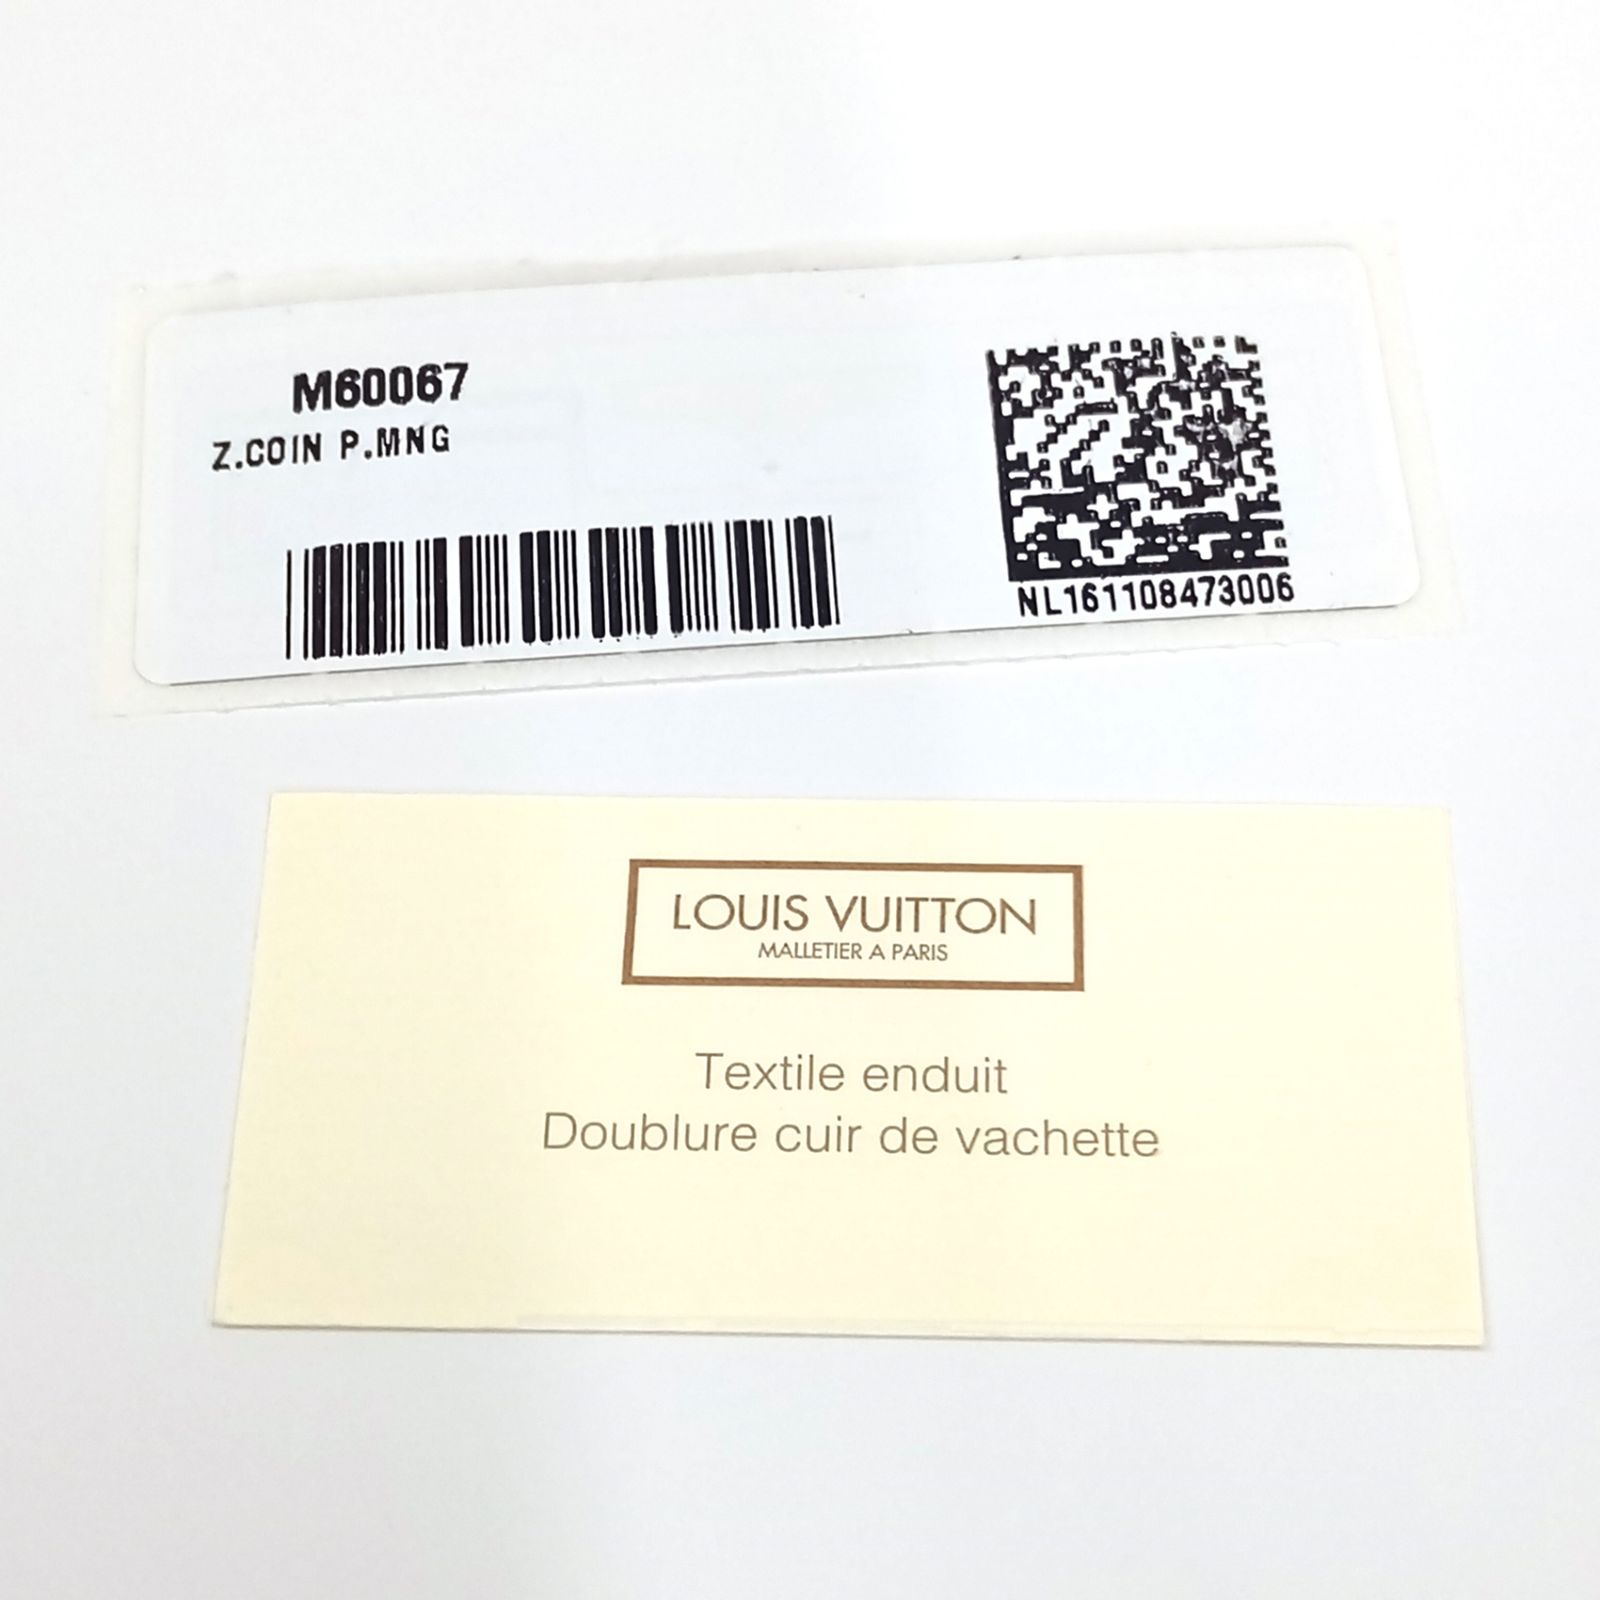 M60067
Z.COIN P.MNG
NL161108473006
LOUIS VUITTON
MALLETIER A PARIS
Textile enduit
Doublure cuir de vachette